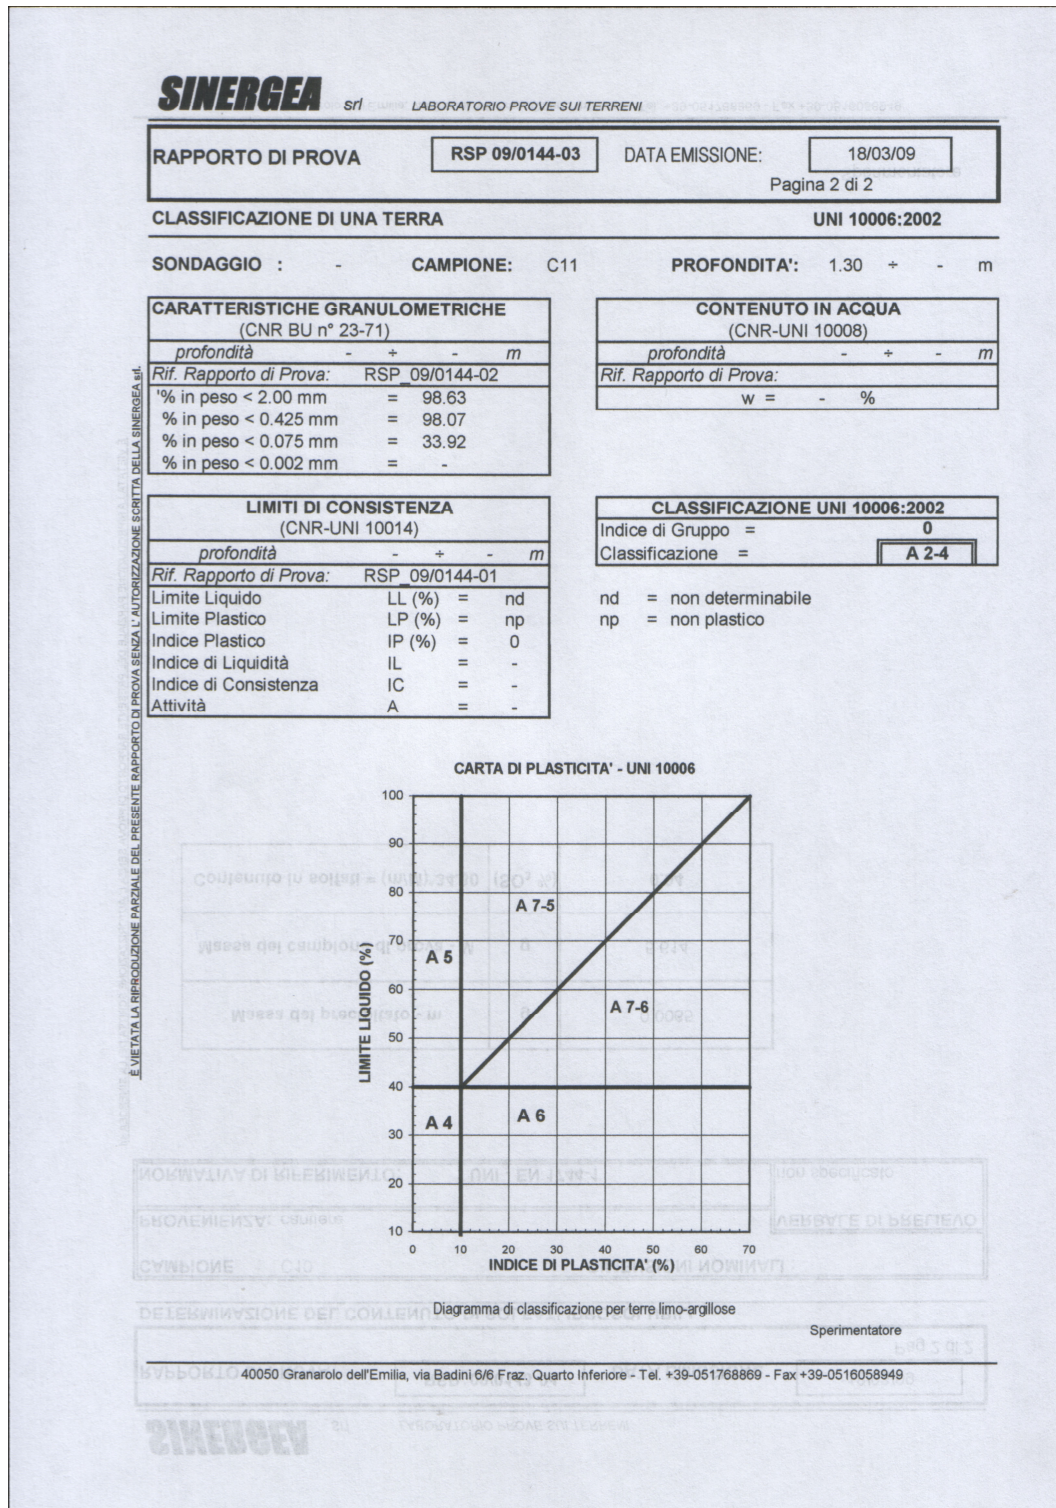 SINERGEA srl LABORATORIO PROVE SUI TERRENI
RAPPORTO DI PROVA RSP 09/0144-03 DATA EMISSIONE: 18/03/09
Pagina 2 di 2
CLASSIFICAZIONE DI UNA TERRA UNI 10006:2002
SONDAGGIO : - CAMPIONE: C11 PROFONDITA': 1.30 ÷ - m
CARATTERISTICHE GRANULOMETRICHE
(CNR BU n° 23-71)
profondità - ÷ - m
Rif. Rapporto di Prova: RSP_09/0144-02
'% in peso < 2.00 mm = 98.63
% in peso < 0.425 mm = 98.07
% in peso < 0.075 mm = 33.92
% in peso < 0.002 mm = -
CONTENUTO IN ACQUA
(CNR-UNI 10008)
profondità - ÷ - m
Rif. Rapporto di Prova:
w = - %
LIMITI DI CONSISTENZA
(CNR-UNI 10014)
profondità - ÷ - m
Rif. Rapporto di Prova: RSP_09/0144-01
Limite Liquido LL (%) = nd
Limite Plastico LP (%) = np
Indice Plastico IP (%) = 0
Indice di Liquidità IL = -
Indice di Consistenza IC = -
Attività A = -
CLASSIFICAZIONE UNI 10006:2002
Indice di Gruppo = 0
Classificazione = A 2-4
nd = non determinabile
np = non plastico
È VIETATA LA RIPRODUZIONE PARZIALE DEL PRESENTE RAPPORTO DI PROVA SENZA L' AUTORIZZAZIONE SCRITTA DELLA SINERGEA srl.
CARTA DI PLASTICITA' - UNI 10006
LIMITE LIQUIDO (%)
100
90
80
70
60
50
40
30
20
10
A 7-5
A 5
A 7-6
A 4
A 6
0 10 20 30 40 50 60 70
INDICE DI PLASTICITA' (%)
Diagramma di classificazione per terre limo-argillose
Sperimentatore
40050 Granarolo dell'Emilia, via Badini 6/6 Fraz. Quarto Inferiore - Tel. +39-051768869 - Fax +39-0516058949